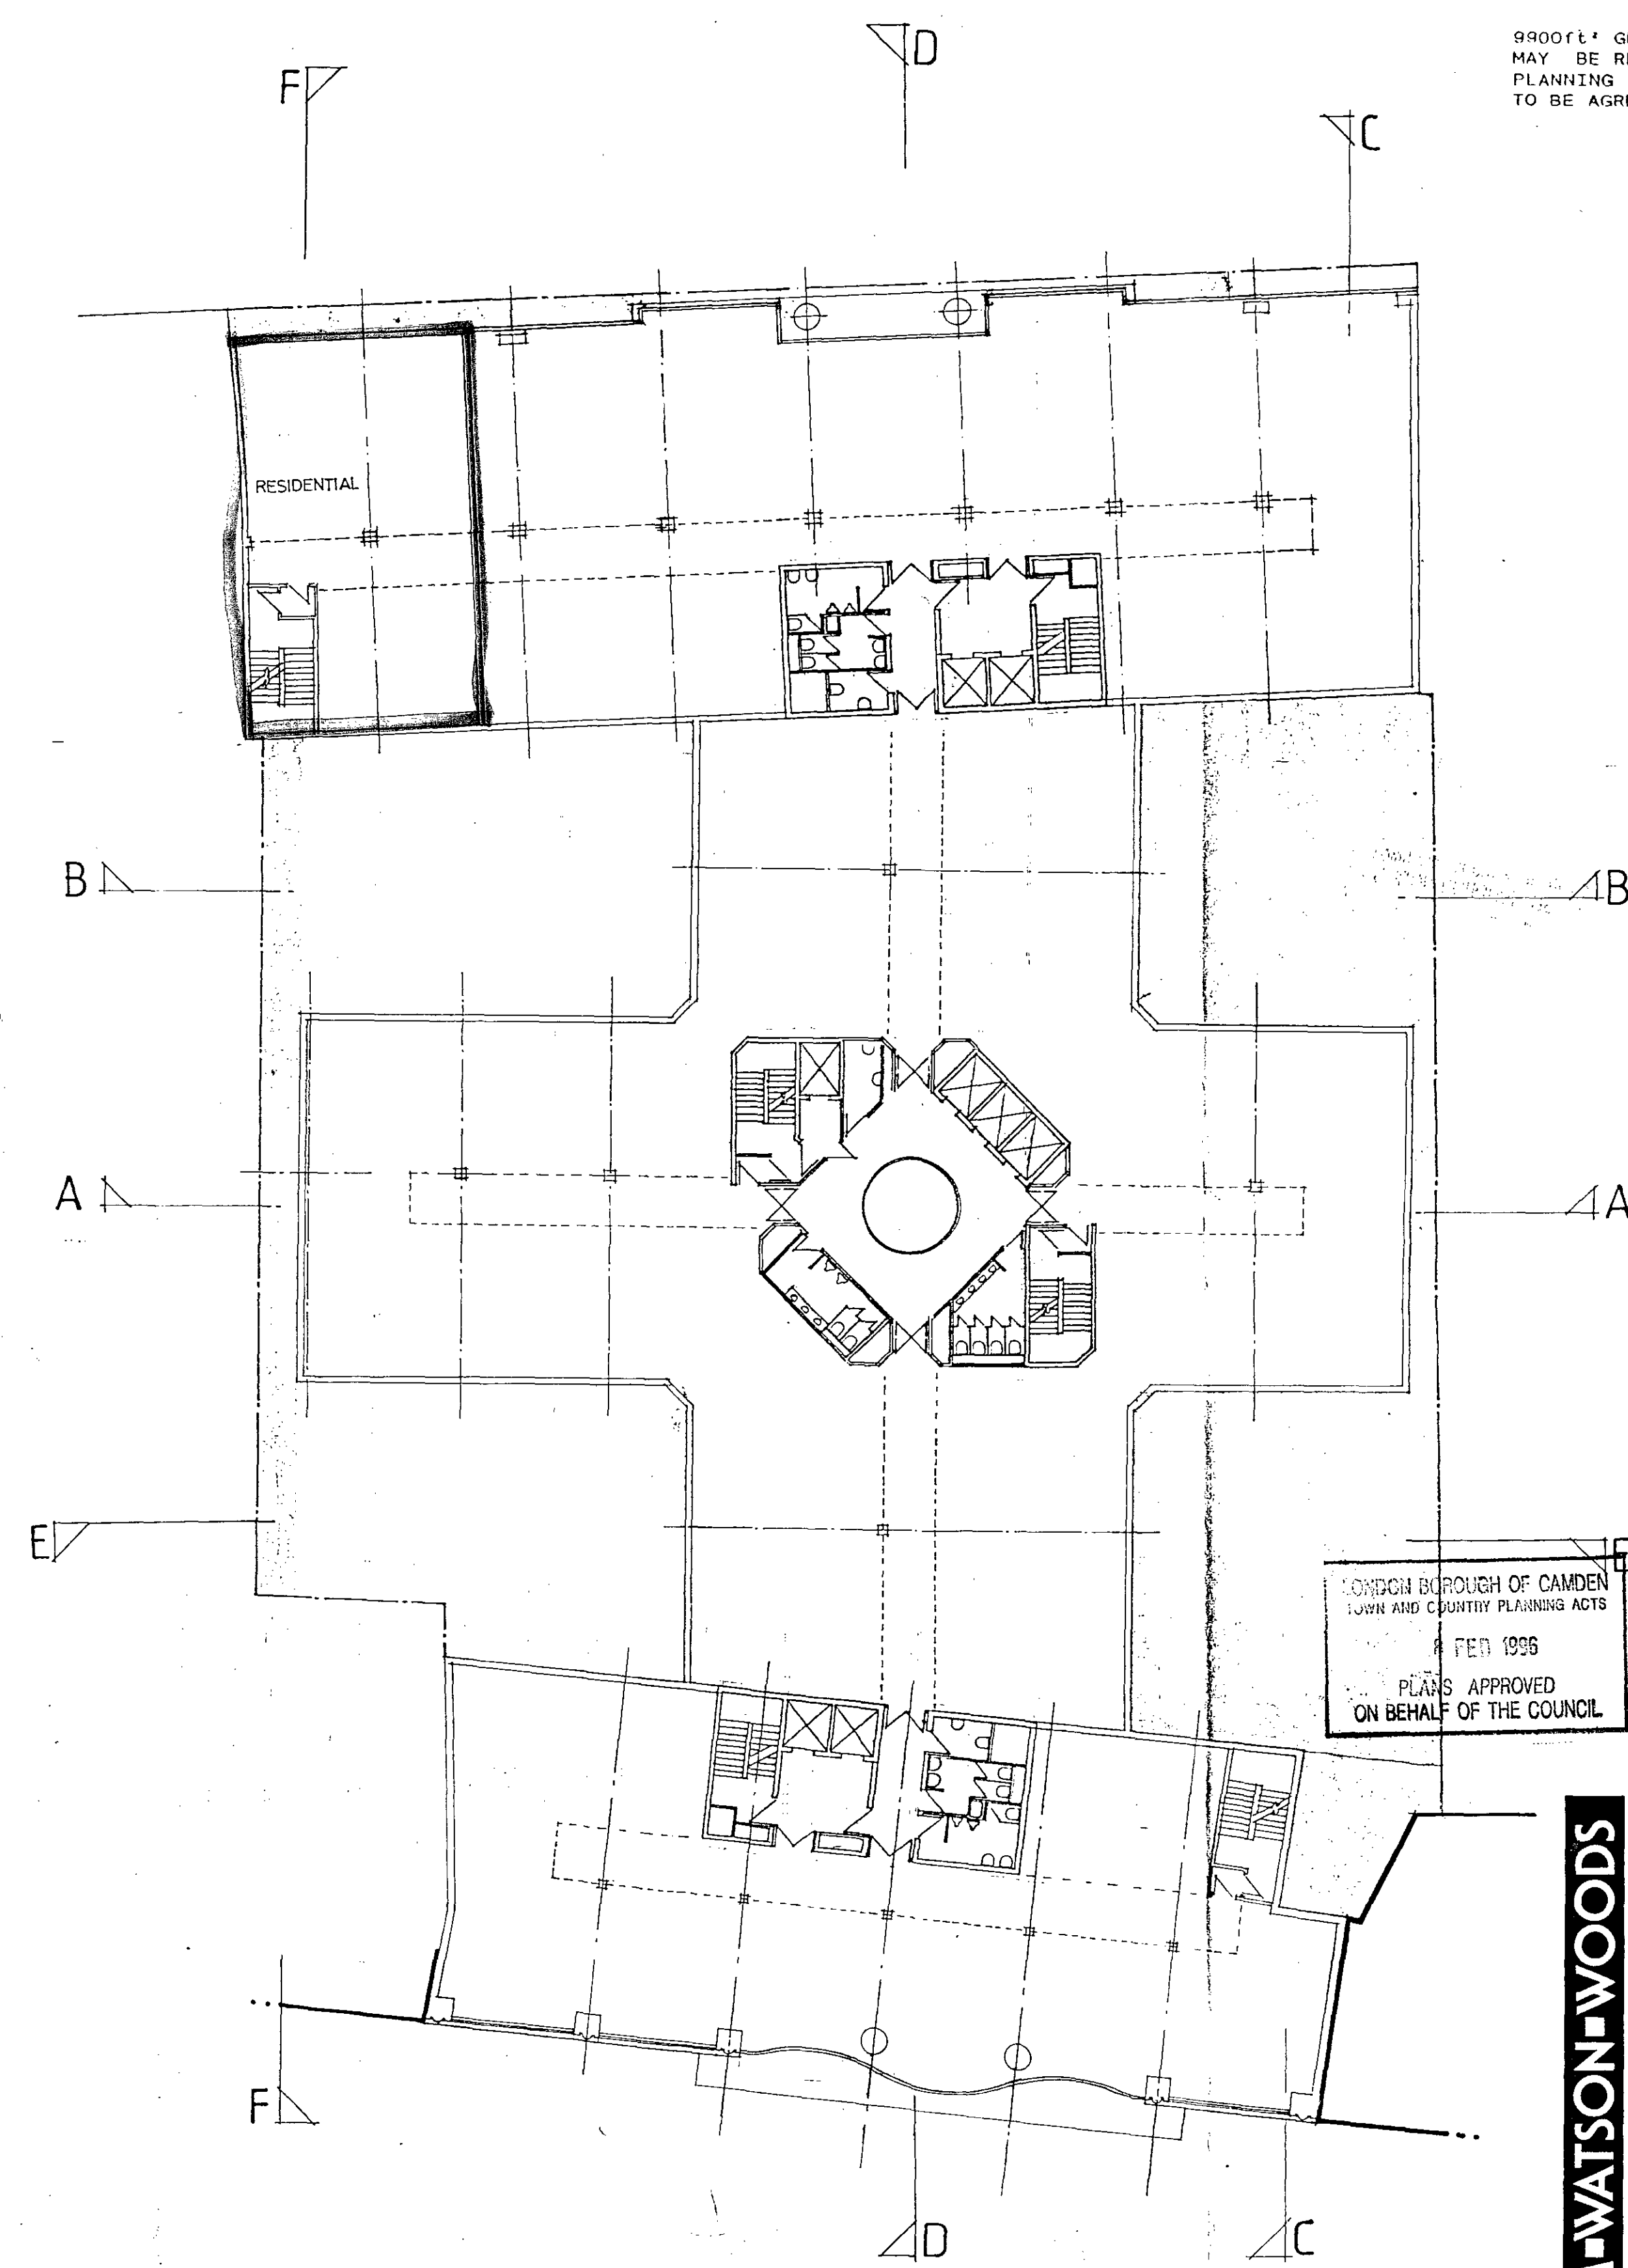 9900ft²
MAY BE
PLANNING
TO BE
D
F
C
RESIDENTIAL
B
B
A
A
E
E
LONDON BOROUGH OF CAMDEN
TOWN AND COUNTRY PLANNING ACTS
FEB 1996
PLANS APPROVED
ON BEHALF OF THE COUNCIL
WATSON WOODS
F
D
C